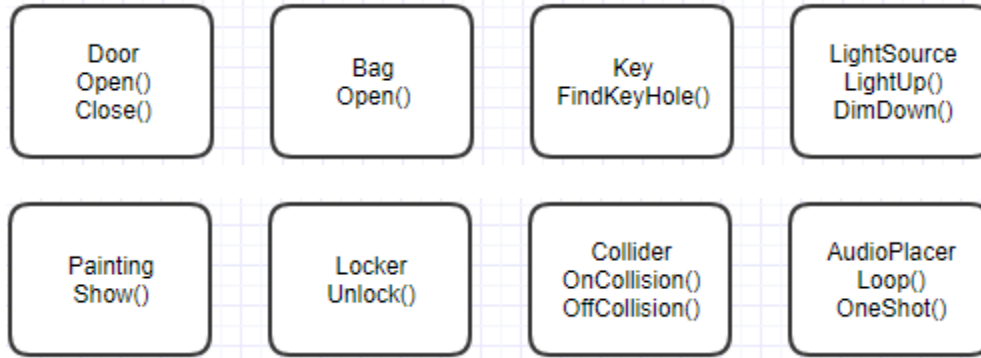 Door
Open()
Close()
Bag
Open()
Key
FindKeyHole()
LightSource
LightUp()
DimDown()
Painting
Show()
Locker
Unlock()
Collider
OnCollision()
OffCollision()
AudioPlacer
Loop()
OneShot()